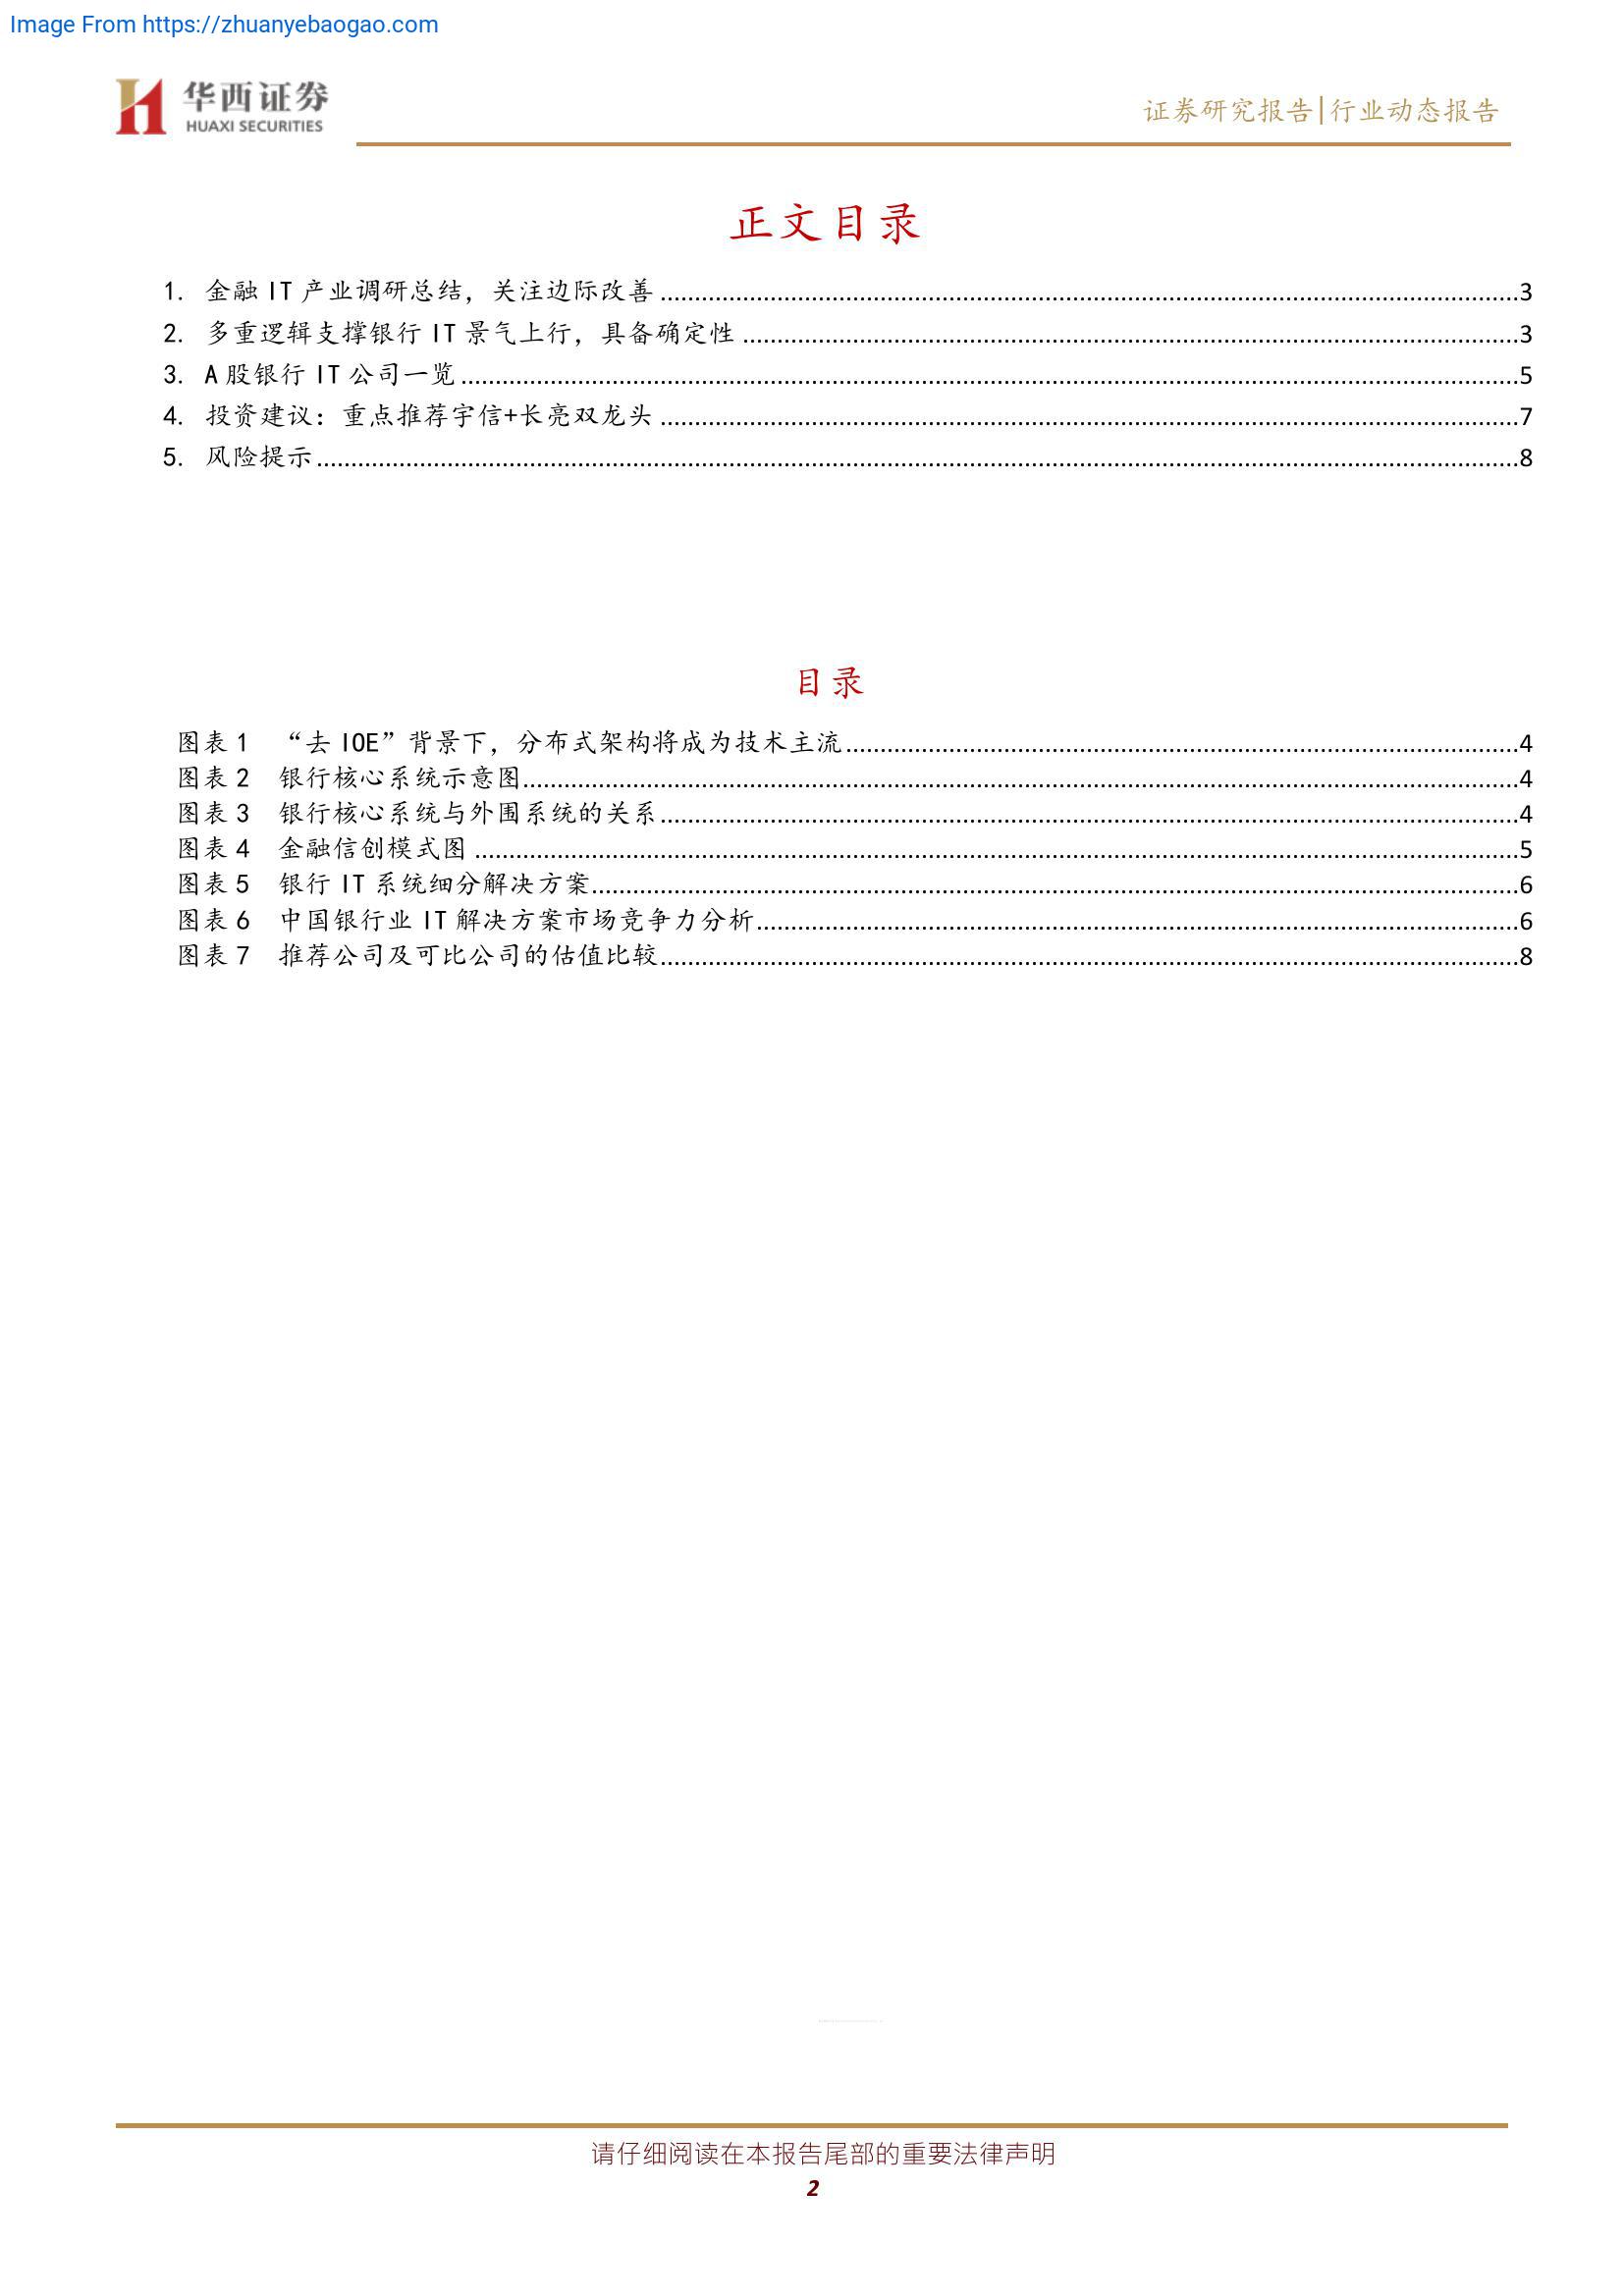 Image From https://zhuanyebaogao.com
华西证券
HUAXI SECURITIES
证券研究报告|行业动态报告
正文目录
1. 金融 IT 产业调研总结，关注边际改善 ........ 3
2. 多重逻辑支撑银行 IT 景气上行，具备确定性 ........ 3
3. A 股银行 IT 公司一览 ........ 5
4. 投资建议：重点推荐宇信+长亮双龙头 ........ 7
5. 风险提示 ........ 8
目录
图表 1 “去 IOE”背景下，分布式架构将成为技术主流 ........ 4
图表 2 银行核心系统示意图 ........ 4
图表 3 银行核心系统与外围系统的关系 ........ 4
图表 4 金融信创模式图 ........ 5
图表 5 银行 IT 系统细分解决方案 ........ 6
图表 6 中国银行业 IT 解决方案市场竞争力分析 ........ 6
图表 7 推荐公司及可比公司的估值比较 ........ 8
请仔细阅读在本报告尾部的重要法律声明
2